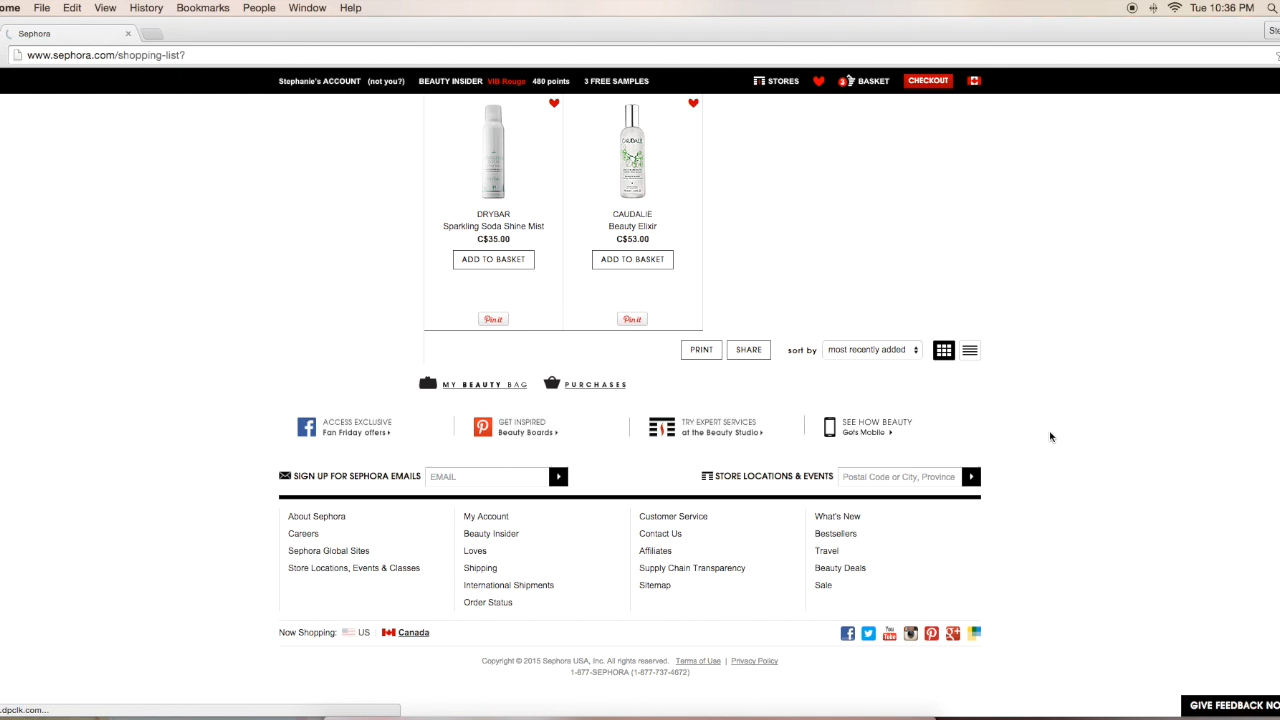 ome File Edit View History Bookmarks People Window Help Tue 10:36 PM
Sephora
www.sephora.com/shopping-list?
Stephanie's ACCOUNT (not you?) BEAUTY INSIDER VIB Rouge 480 points 3 FREE SAMPLES STORES 3 BASKET CHECKOUT
DRYBAR
Sparkling Soda Shine Mist
C$35.00
ADD TO BASKET
Pin it
CAUDALIE
CAUDALIE
Beauty Elixir
C$53.00
ADD TO BASKET
Pin it
PRINT SHARE sort by most recently added
MY BEAUTY BAG PURCHASES
ACCESS EXCLUSIVE
Fan Friday offers
GET INSPIRED
Beauty Boards
TRY EXPERT SERVICES
at the Beauty Studio
SEE HOW BEAUTY
Gets Mobile
SIGN UP FOR SEPHORA EMAILS EMAIL STORE LOCATIONS & EVENTS Postal Code or City, Province
About Sephora
Careers
Sephora Global Sites
Store Locations, Events & Classes
My Account
Beauty Insider
Loves
Shipping
International Shipments
Order Status
Customer Service
Contact Us
Affiliates
Supply Chain Transparency
Sitemap
What's New
Bestsellers
Travel
Beauty Deals
Sale
Now Shopping: US Canada
You Tube
Copyright © 2015 Sephora USA, Inc. All rights reserved. Terms of Use | Privacy Policy
1-877-SEPHORA (1-877-737-4672)
.dpclk.com...
GIVE FEEDBACK NO